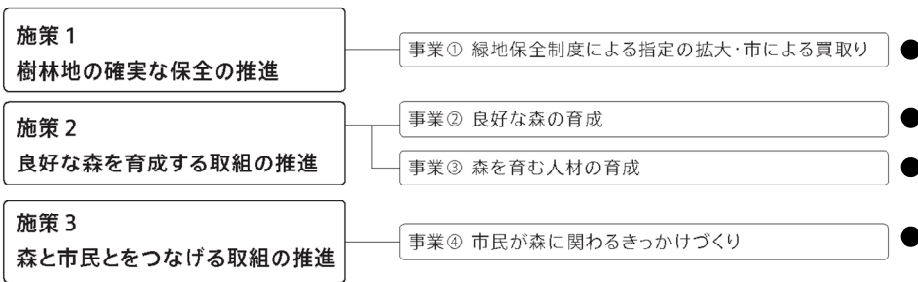 施策 1
樹林地の確実な保全の推進
事業① 緑地保全制度による指定の拡大・市による買取り
施策 2
良好な森を育成する取組の推進
事業② 良好な森の育成
事業③ 森を育む人材の育成
施策 3
森と市民とをつなげる取組の推進
事業④ 市民が森に関わるきっかけづくり